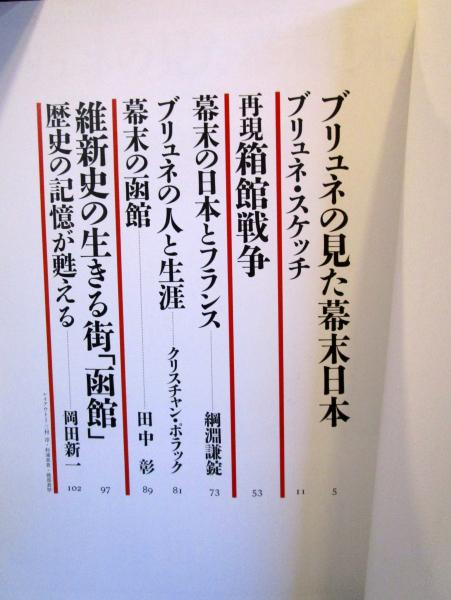 ブリュネの見た幕末日本 5
ブリュネ・スケッチ 11
再現箱館戦争 53
幕末の日本とフランス 綱淵謙錠 73
ブリュネの人と生涯 クリスチャン・ポラック 81
幕末の函館 田中 彰 89
維新史の生きる街「函館」 97
歴史の記憶が甦える 岡田新一 102